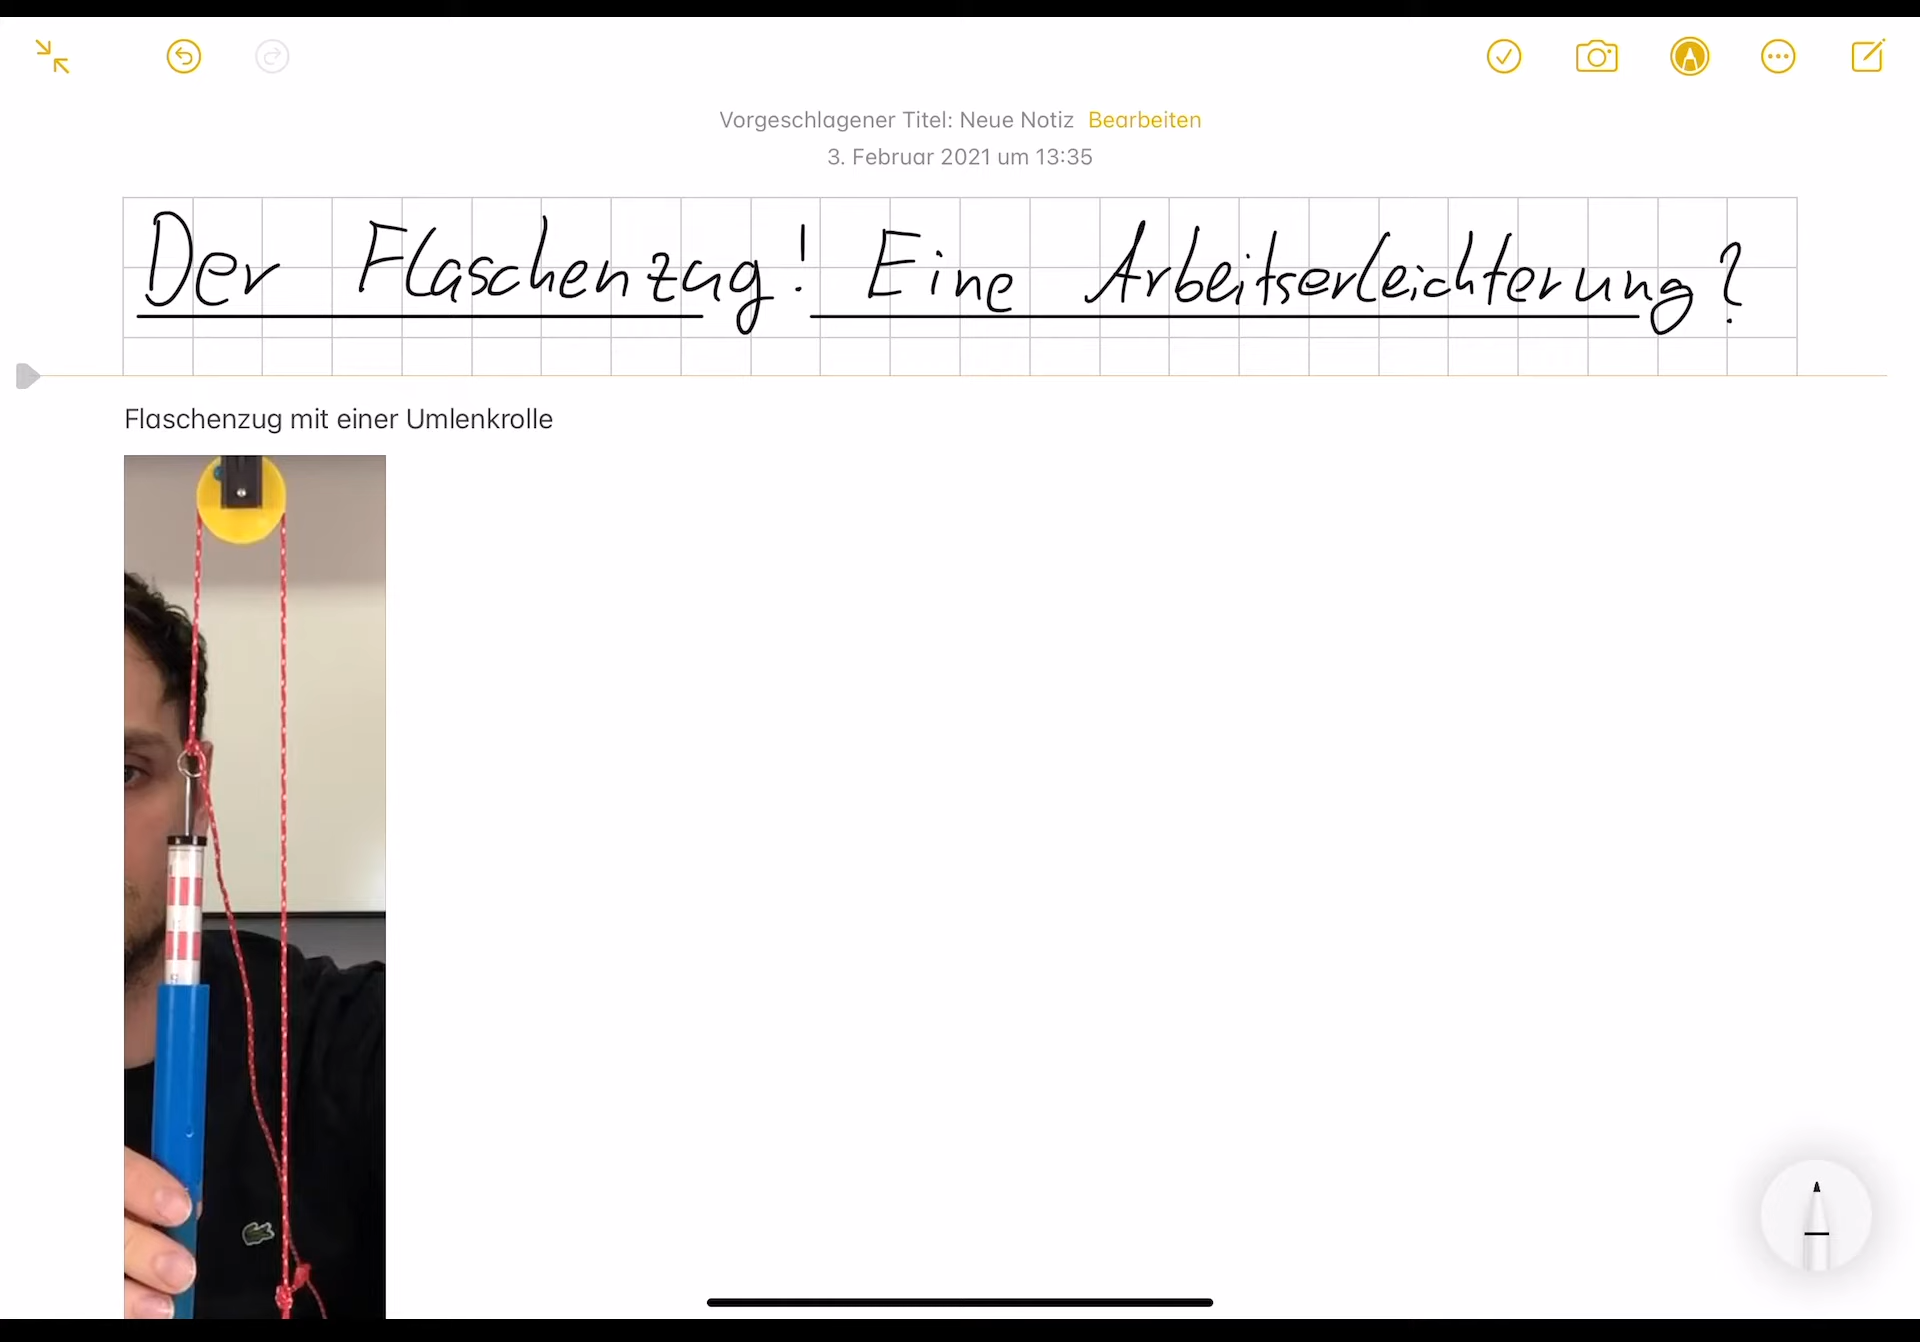 Vorgeschlagener Titel: Neue Notiz Bearbeiten
3. Februar 2021 um 13:35
Der Flaschenzug! Eine Arbeitserleichterung?
Flaschenzug mit einer Umlenkrolle